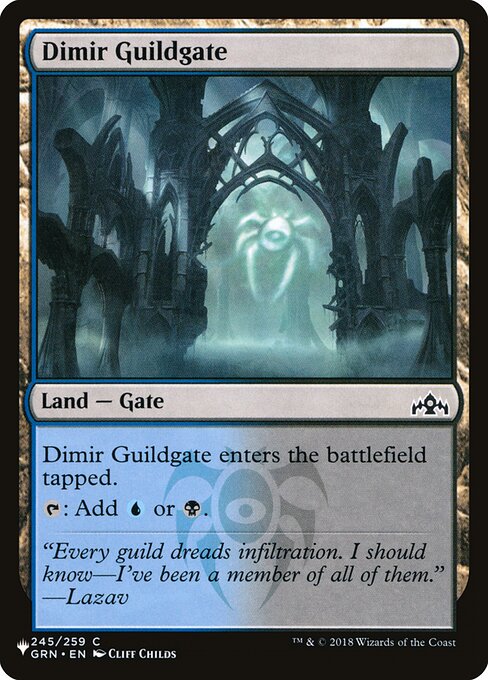 Dimir Guildgate
Land — Gate
Dimir Guildgate enters the battlefield
tapped.
: Add or .
“Every guild dreads infiltration. I should
know—I’ve been a member of all of them.”
—Lazav
245/259 C
GRN • EN Cliff Childs
™ & © 2018 Wizards of the Coast